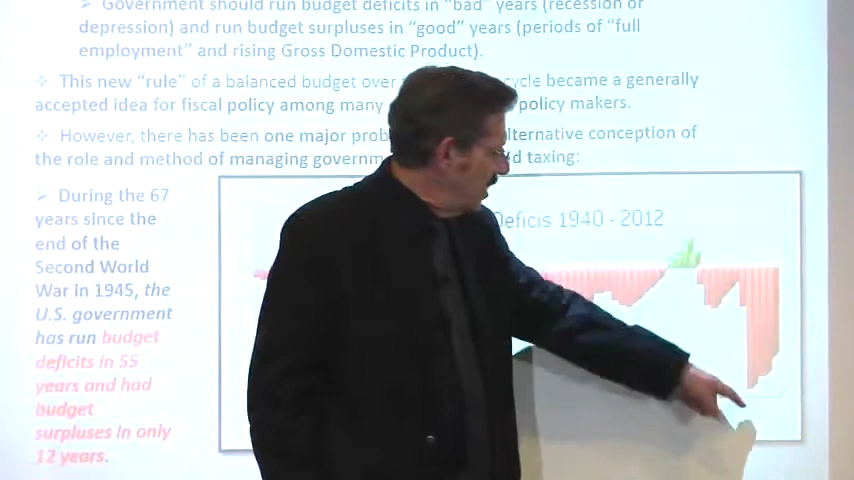 ➢ Government should run budget deficits in "bad" years (recession or
depression) and run budget surpluses in "good" years (periods of "full
employment" and rising Gross Domestic Product).
❖ This new "rule" of a balanced budget over cycle became a generally
accepted idea for fiscal policy among many policy makers.
❖ However, there has been one major alternative conception of
the role and method of managing taxing:
➢ During the 67
years since the
end of the
Second World
War in 1945, the
U.S. government
has run budget
deficits in 55
years and had
budget
surpluses in only
12 years.
Deficis 1940 - 2012